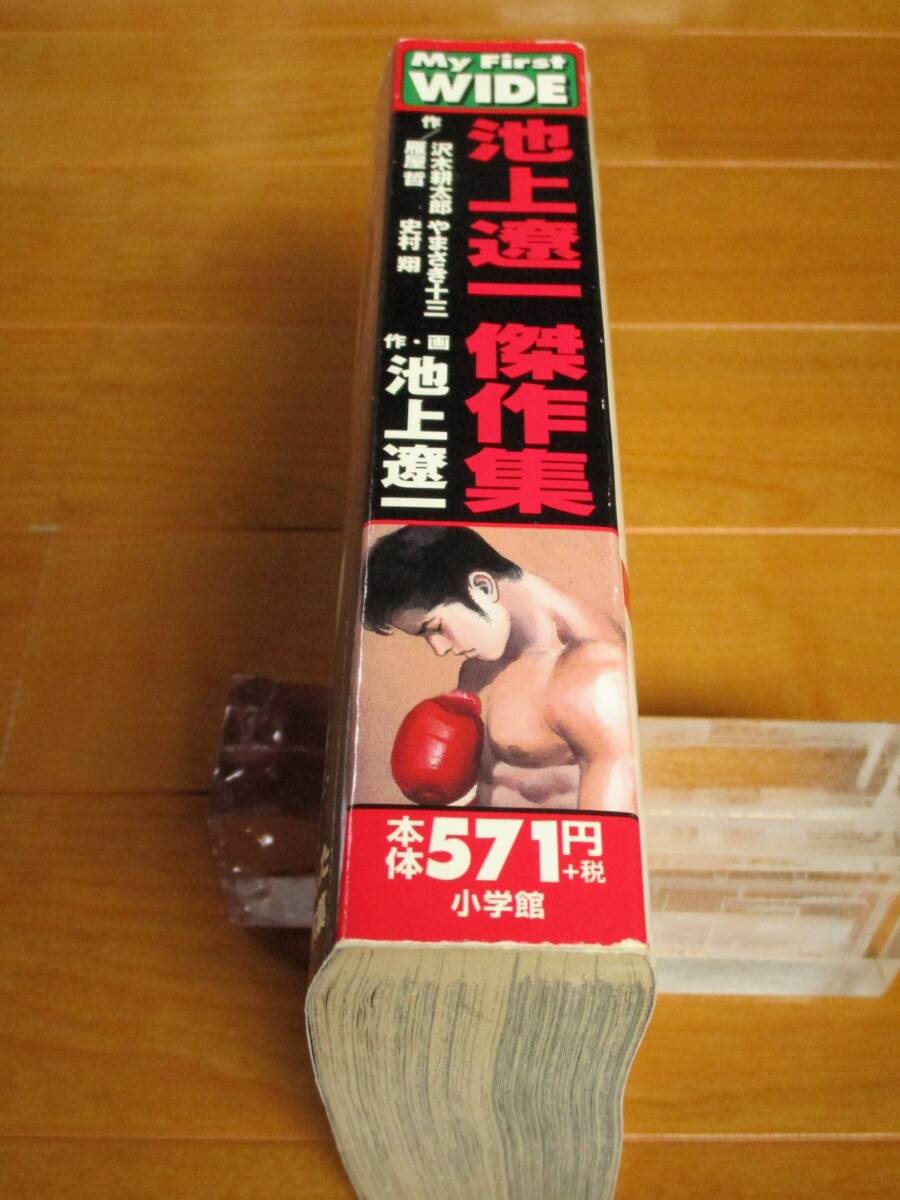 My First
WIDE
池上遼一 傑作集
作/沢木耕太郎 やまさき十三
雁屋哲 史村翔
作・画
池上遼一
本体571円+税
小学館